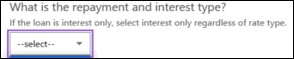 What is the repayment and interest type?
If the loan is interest only, select interest only regardless of rate type.
--select--